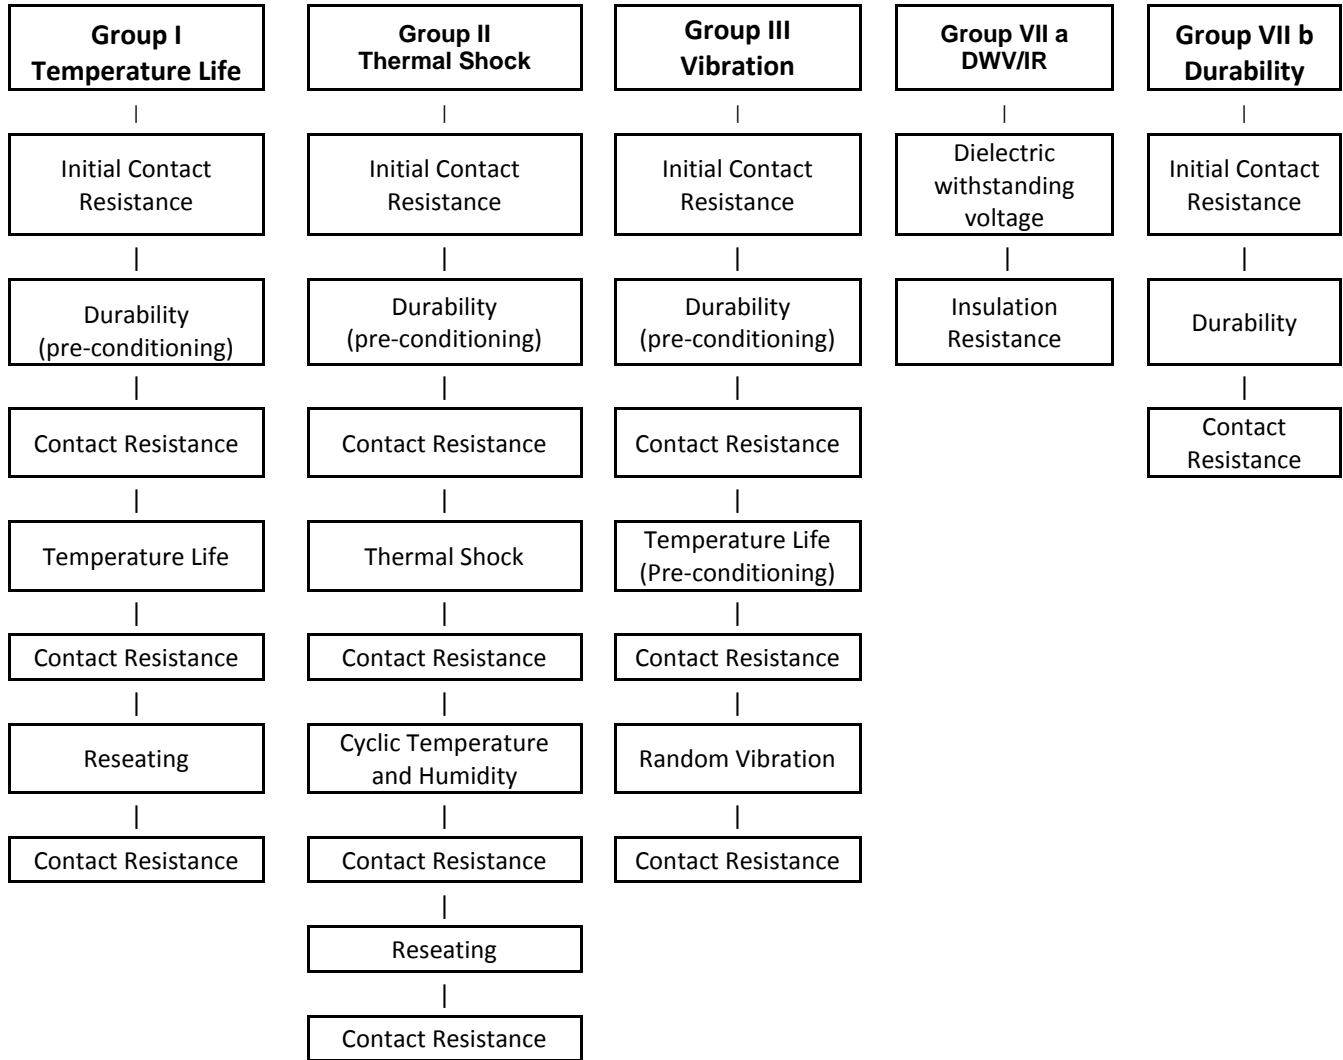 Group I
Temperature Life
Initial Contact
Resistance
Durability
(pre-conditioning)
Contact Resistance
Temperature Life
Contact Resistance
Reseating
Contact Resistance
Group II
Thermal Shock
Initial Contact
Resistance
Durability
(pre-conditioning)
Contact Resistance
Thermal Shock
Contact Resistance
Cyclic Temperature
and Humidity
Contact Resistance
Reseating
Contact Resistance
Group III
Vibration
Initial Contact
Resistance
Durability
(pre-conditioning)
Contact Resistance
Temperature Life
(Pre-conditioning)
Contact Resistance
Random Vibration
Contact Resistance
Group VII a
DWV/IR
Dielectric
withstanding
voltage
Insulation
Resistance
Group VII b
Durability
Initial Contact
Resistance
Durability
Contact
Resistance